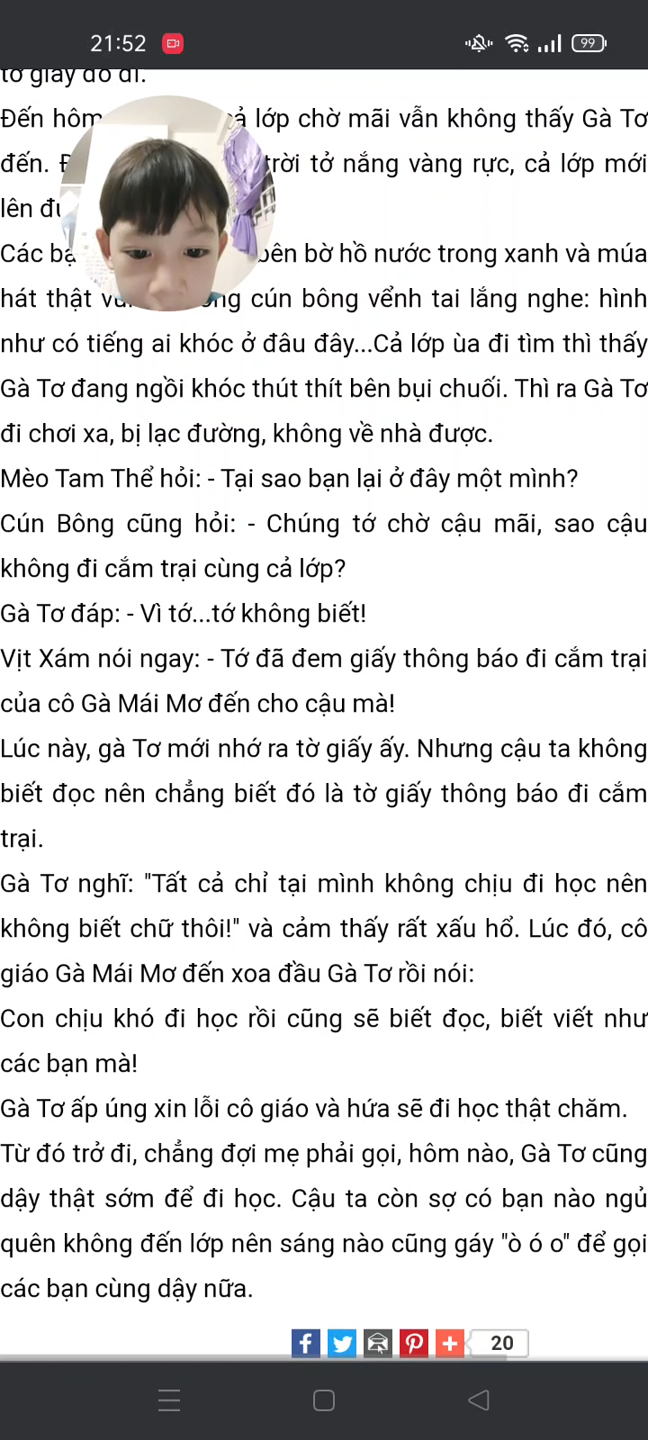 21:52
99
tờ giấy đó đi.
Đến hôm lớp chờ mãi vẫn không thấy Gà Tơ
đến. trời tở nắng vàng rực, cả lớp mới
lên
Các bên bờ hồ nước trong xanh và múa
hát thật cún bông vểnh tai lắng nghe: hình
như có tiếng ai khóc ở đâu đây...Cả lớp ùa đi tìm thì thấy
Gà Tơ đang ngồi khóc thút thít bên bụi chuối. Thì ra Gà Tơ
đi chơi xa, bị lạc đường, không về nhà được.
Mèo Tam Thể hỏi: - Tại sao bạn lại ở đây một mình?
Cún Bông cũng hỏi: - Chúng tớ chờ cậu mãi, sao cậu
không đi cắm trại cùng cả lớp?
Gà Tơ đáp: - Vì tớ...tớ không biết!
Vịt Xám nói ngay: - Tớ đã đem giấy thông báo đi cắm trại
của cô Gà Mái Mơ đến cho cậu mà!
Lúc này, gà Tơ mới nhớ ra tờ giấy ấy. Nhưng cậu ta không
biết đọc nên chẳng biết đó là tờ giấy thông báo đi cắm
trại.
Gà Tơ nghĩ: "Tất cả chỉ tại mình không chịu đi học nên
không biết chữ thôi!" và cảm thấy rất xấu hổ. Lúc đó, cô
giáo Gà Mái Mơ đến xoa đầu Gà Tơ rồi nói:
Con chịu khó đi học rồi cũng sẽ biết đọc, biết viết như
các bạn mà!
Gà Tơ ấp úng xin lỗi cô giáo và hứa sẽ đi học thật chăm.
Từ đó trở đi, chẳng đợi mẹ phải gọi, hôm nào, Gà Tơ cũng
dậy thật sớm để đi học. Cậu ta còn sợ có bạn nào ngủ
quên không đến lớp nên sáng nào cũng gáy "ò ó o" để gọi
các bạn cùng dậy nữa.
20